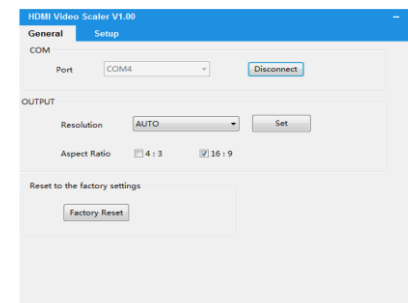 HDMI Video Scaler V1.00
General Setup
COM
Port COM4 Disconnect
OUTPUT
Resolution AUTO Set
Aspect Ratio 4 : 3 16 : 9
Reset to the factory settings
Factory Reset